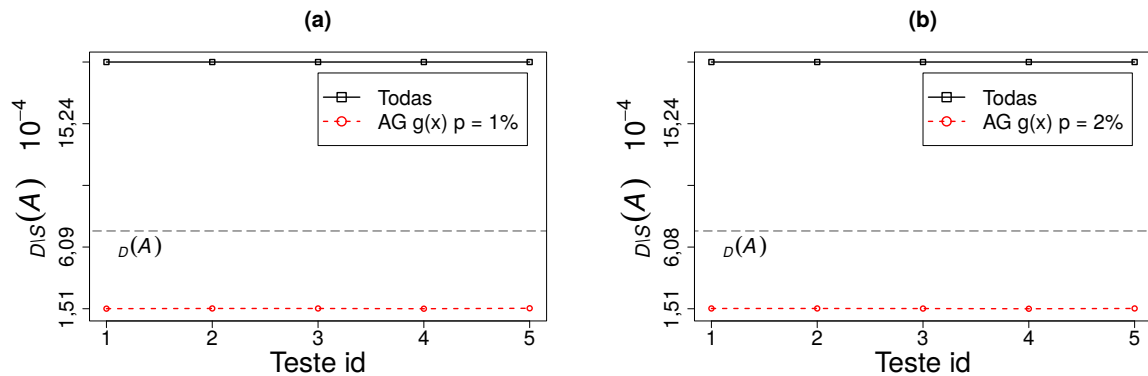 (a)
D\S(A) 10⁻⁴
15,24
6,09
1,51
Todas
AG g(x) p = 1%
D(A)
1 2 3 4 5
Teste id
(b)
D\S(A) 10⁻⁴
15,24
6,08
1,51
Todas
AG g(x) p = 2%
D(A)
1 2 3 4 5
Teste id